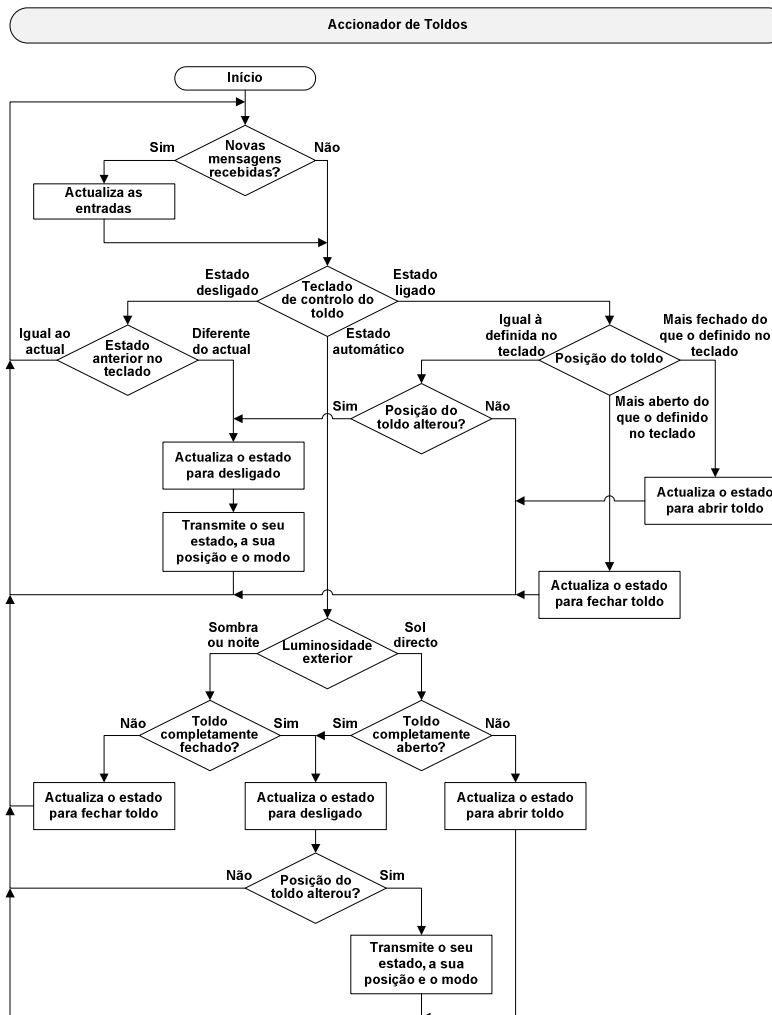 Accionador de Toldos
Início
Sim
Novas
mensagens
recebidas?
Não
Actualiza as
entradas
Estado
desligado
Teclado
de controlo do
toldo
Estado
ligado
Igual ao
actual
Estado
anterior no
teclado
Diferente
do actual
Estado
automático
Igual à
definida no
teclado
Posição do toldo
Mais fechado do
que o definido no
teclado
Sim
Posição do
toldo alterou?
Não
Mais aberto do
que o definido
no teclado
Actualiza o estado
para desligado
Actualiza o estado
para abrir toldo
Transmite o seu
estado, a sua
posição e o modo
Actualiza o estado
para fechar toldo
Sombra
ou noite
Luminosidade
exterior
Sol
directo
Não
Toldo
completamente
fechado?
Sim
Sim
Toldo
completamente
aberto?
Não
Actualiza o estado
para fechar toldo
Actualiza o estado
para desligado
Actualiza o estado
para abrir toldo
Não
Posição do
toldo alterou?
Sim
Transmite o seu
estado, a sua
posição e o modo